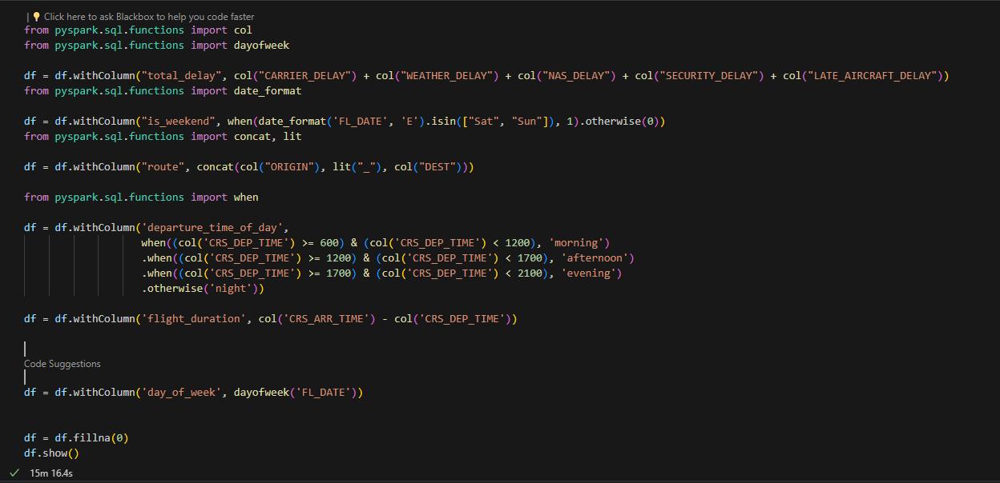 Click here to ask Blackbox to help you code faster
from pyspark.sql.functions import col
from pyspark.sql.functions import dayofweek
df = df.withColumn("total_delay", col("CARRIER_DELAY") + col("WEATHER_DELAY") + col("NAS_DELAY") + col("SECURITY_DELAY") + col("LATE_AIRCRAFT_DELAY"))
from pyspark.sql.functions import date_format
df = df.withColumn("is_weekend", when(date_format('FL_DATE', 'E').isin(["Sat", "Sun"]), 1).otherwise(0))
from pyspark.sql.functions import concat, lit
df = df.withColumn("route", concat(col("ORIGIN"), lit("_"), col("DEST")))
from pyspark.sql.functions import when
df = df.withColumn('departure_time_of_day',
when((col('CRS_DEP_TIME') >= 600) & (col('CRS_DEP_TIME') < 1200), 'morning')
.when((col('CRS_DEP_TIME') >= 1200) & (col('CRS_DEP_TIME') < 1700), 'afternoon')
.when((col('CRS_DEP_TIME') >= 1700) & (col('CRS_DEP_TIME') < 2100), 'evening')
.otherwise('night'))
df = df.withColumn('flight_duration', col('CRS_ARR_TIME') - col('CRS_DEP_TIME'))
Code Suggestions
df = df.withColumn('day_of_week', dayofweek('FL_DATE'))
df = df.fillna(0)
df.show()
15m 16.4s